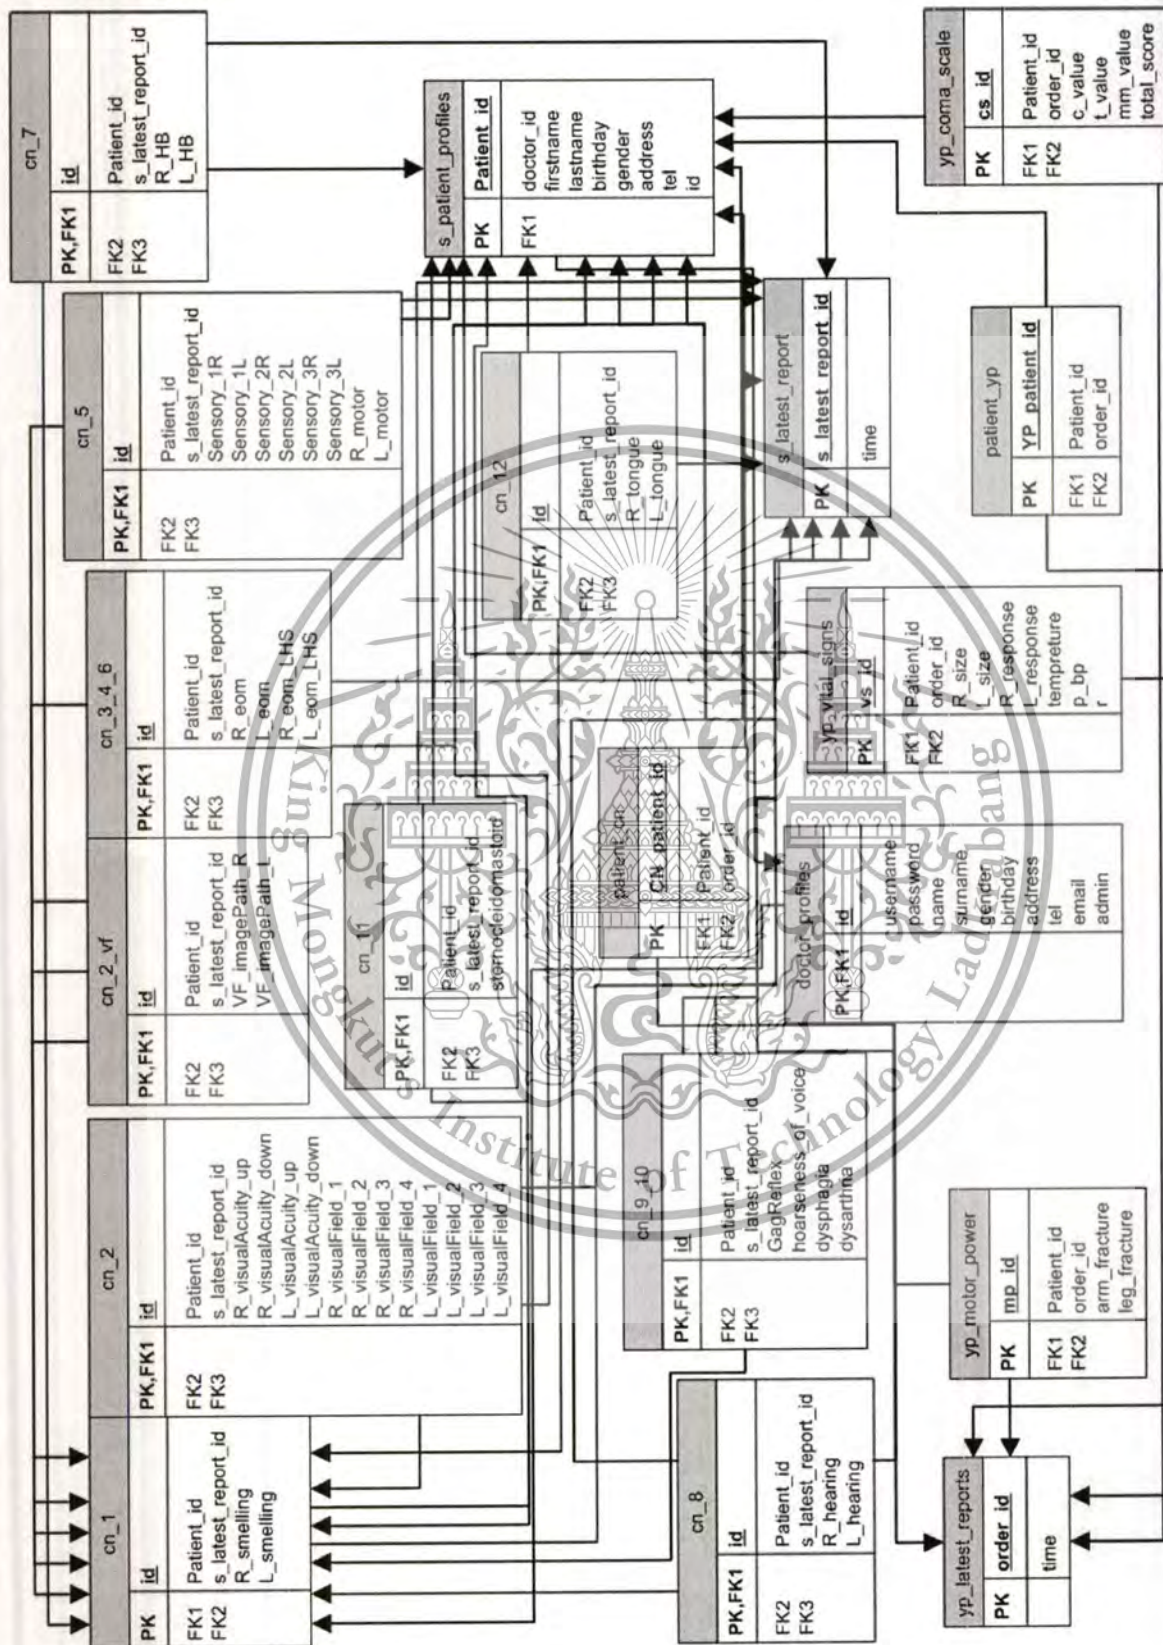 cn_1
PK id
FK1 Patient_id
FK2 s_latest_report_id
R_smelling
L_smelling
cn_2
PK,FK1 id
FK2 Patient_id
FK3 s_latest_report_id
R_visualAcuity_up
R_visualAcuity_down
L_visualAcuity_up
L_visualAcuity_down
R_visualField_1
R_visualField_2
R_visualField_3
R_visualField_4
L_visualField_1
L_visualField_2
L_visualField_3
L_visualField_4
cn_2_vf
PK,FK1 id
FK2 Patient_id
FK3 s_latest_report_id
VF_imagePath_R
VF_imagePath_L
cn_3_4_6
PK,FK1 id
FK2 Patient_id
FK3 s_latest_report_id
R_eom
L_eom
R_eom_LHS
L_eom_LHS
cn_5
PK,FK1 id
FK2 Patient_id
FK3 s_latest_report_id
Sensory_1R
Sensory_1L
Sensory_2R
Sensory_2L
Sensory_3R
Sensory_3L
R_motor
L_motor
cn_7
PK,FK1 id
FK2 Patient_id
FK3 s_latest_report_id
R_HB
L_HB
cn_11
PK,FK1 id
FK2 Patient_id
FK3 s_latest_report_id
sternocleidomastoid
cn_12
PK,FK1 id
FK2 Patient_id
FK3 s_latest_report_id
R_tongue
L_tongue
s_patient_profiles
PK Patient_id
FK1 doctor_id
firstname
lastname
birthday
gender
address
tel
id
cn_9_10
PK,FK1 id
FK2 Patient_id
FK3 s_latest_report_id
GagReflex
hoarseness_of_voice
dysphagia
dysarthria
patient_cn
PK CN_patient_id
FK1 Patient_id
FK2 order_id
cn_8
PK,FK1 id
FK2 Patient_id
FK3 s_latest_report_id
R_hearing
L_hearing
doctor_profiles
PK,FK1 id
username
password
name
surname
gender
birthday
address
tel
email
admin
yp_vital_signs
PK vs_id
FK1 Patient_id
FK2 order_id
R_size
L_size
R_response
L_response
tempreture
p_bp
r
s_latest_report
PK s_latest_report_id
time
yp_latest_reports
PK order_id
time
yp_motor_power
PK mp_id
FK1 Patient_id
FK2 order_id
arm_fracture
leg_fracture
patient_yp
PK YP_patient_id
FK1 Patient_id
FK2 order_id
yp_coma_scale
PK cs_id
FK1 Patient_id
FK2 order_id
c_value
t_value
mm_value
total_score
King Mongkut's Institute of Technology Ladkrabang